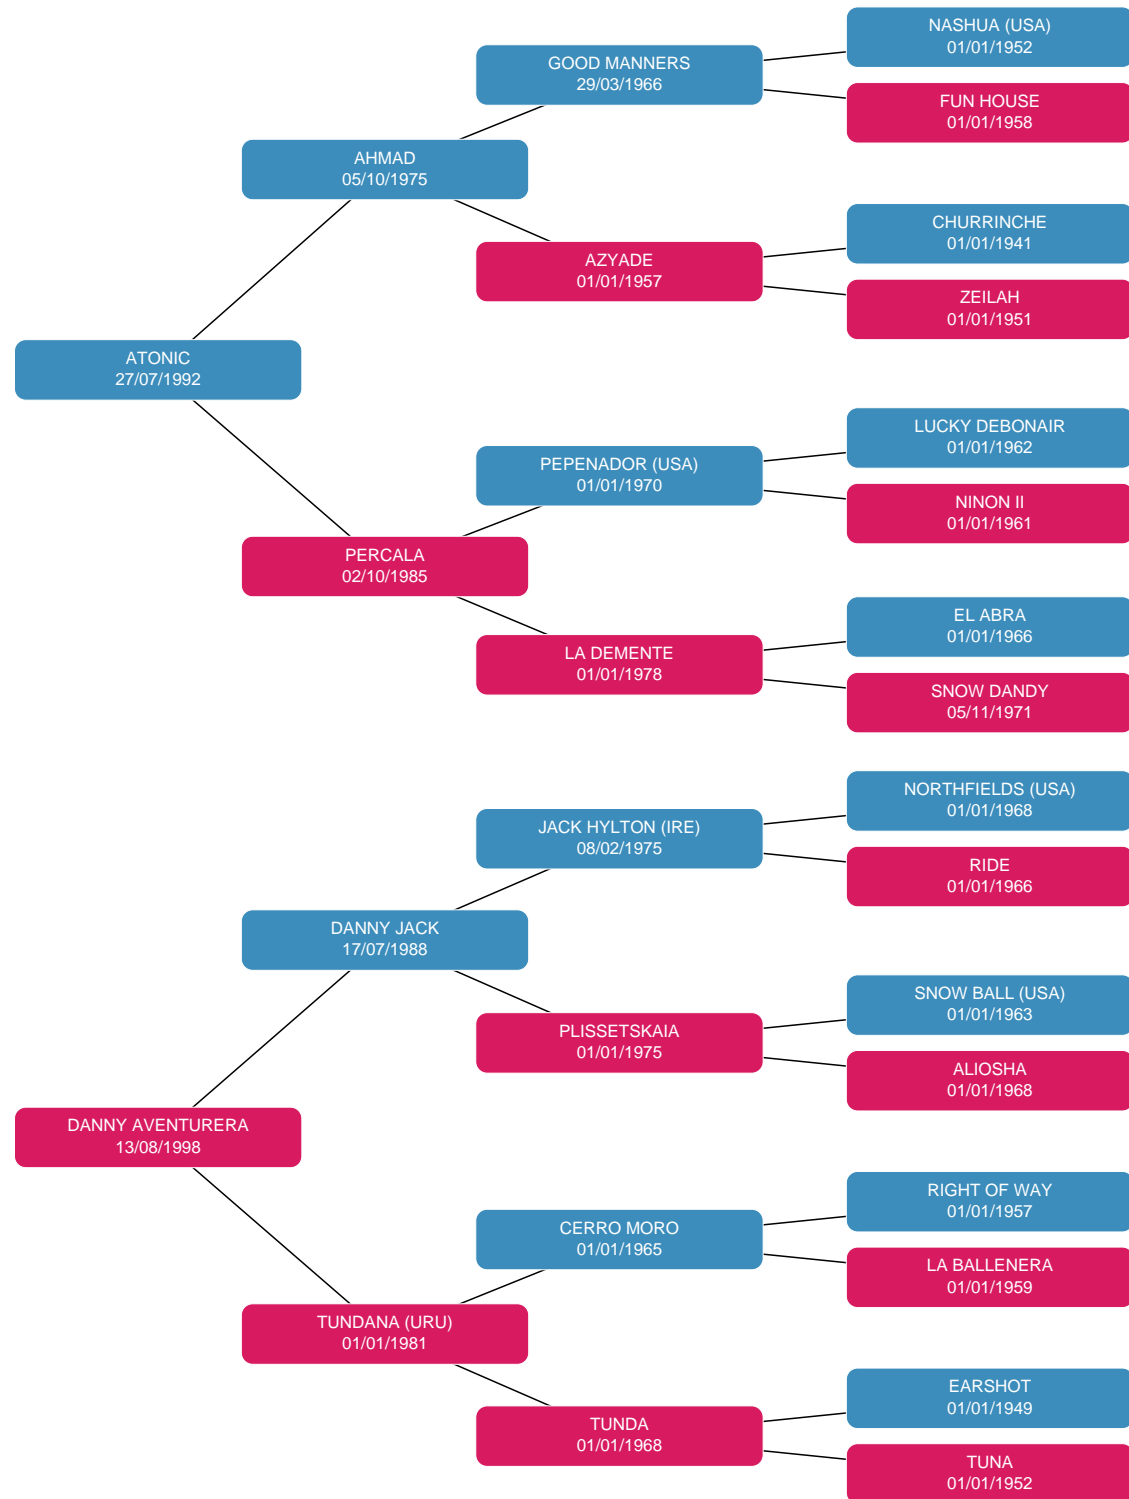 NASHUA (USA)
01/01/1952
GOOD MANNERS
29/03/1966
FUN HOUSE
01/01/1958
AHMAD
05/10/1975
CHURRINCHE
01/01/1941
AZYADE
01/01/1957
ZEILAH
01/01/1951
ATONIC
27/07/1992
LUCKY DEBONAIR
01/01/1962
PEPENADOR (USA)
01/01/1970
NINON II
01/01/1961
PERCALA
02/10/1985
EL ABRA
01/01/1966
LA DEMENTE
01/01/1978
SNOW DANDY
05/11/1971
NORTHFIELDS (USA)
01/01/1968
JACK HYLTON (IRE)
08/02/1975
RIDE
01/01/1966
DANNY JACK
17/07/1988
SNOW BALL (USA)
01/01/1963
PLISSETSKAIA
01/01/1975
ALIOSHA
01/01/1968
DANNY AVENTURERA
13/08/1998
RIGHT OF WAY
01/01/1957
CERRO MORO
01/01/1965
LA BALLENERA
01/01/1959
TUNDANA (URU)
01/01/1981
EARSHOT
01/01/1949
TUNDA
01/01/1968
TUNA
01/01/1952